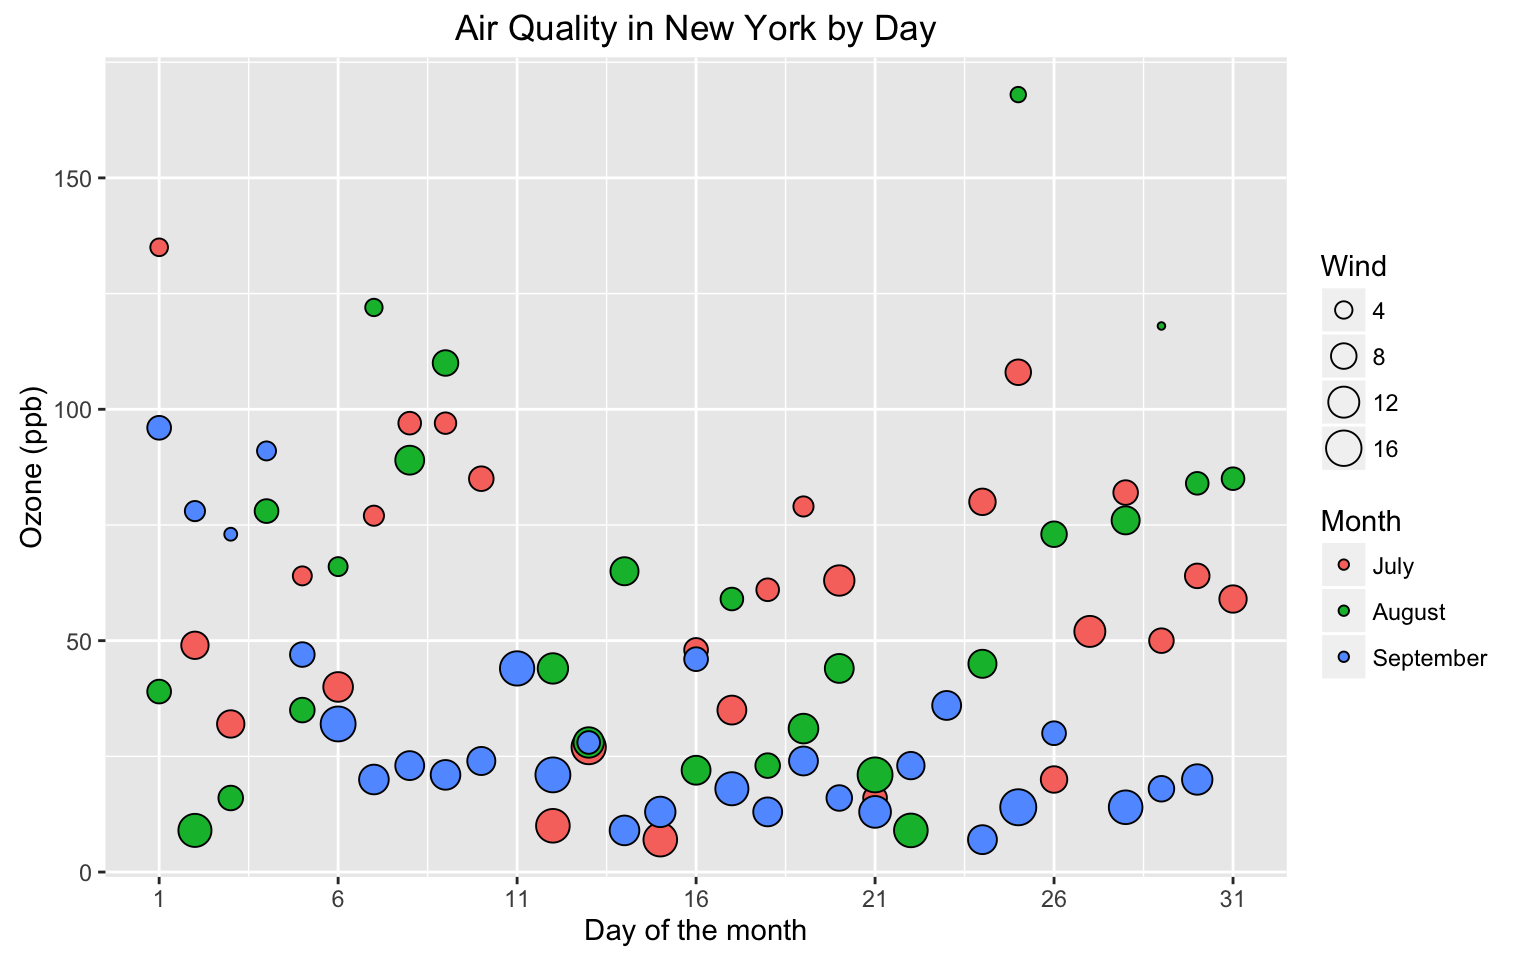 Air Quality in New York by Day
Ozone (ppb)
150
100
50
0
1 6 11 16 21 26 31
Day of the month
Wind
4
8
12
16
Month
July
August
September